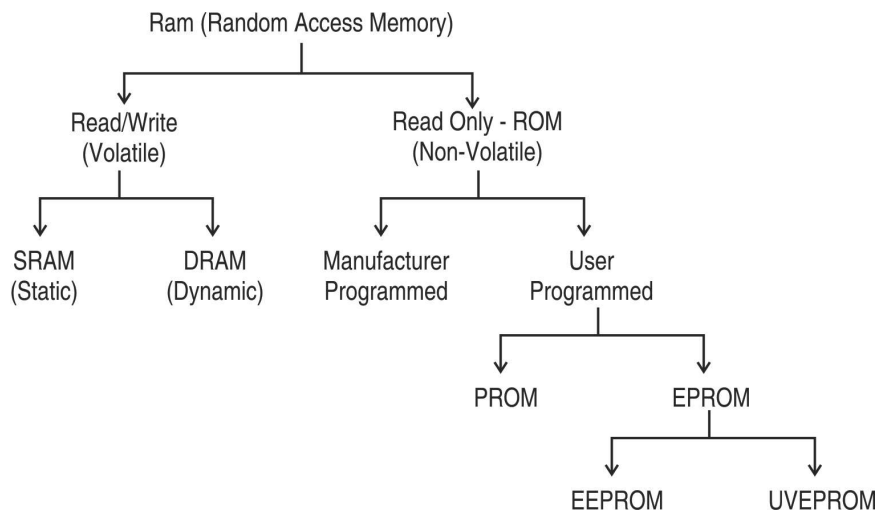 Ram (Random Access Memory)
Read/Write
(Volatile)
Read Only - ROM
(Non-Volatile)
SRAM
(Static)
DRAM
(Dynamic)
Manufacturer
Programmed
User
Programmed
PROM
EPROM
EEPROM
UVEPROM